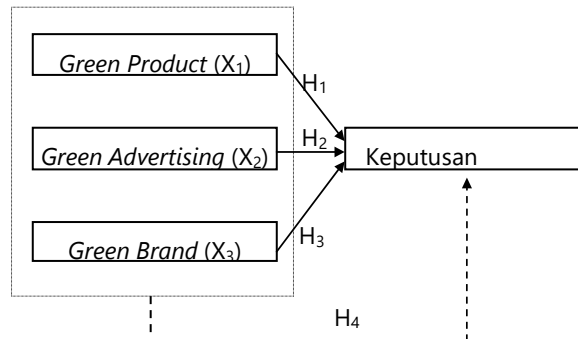 Green Product (X₁)
H₁
Green Advertising (X₂)
H₂
Keputusan
Green Brand (X₃)
H₃
H₄